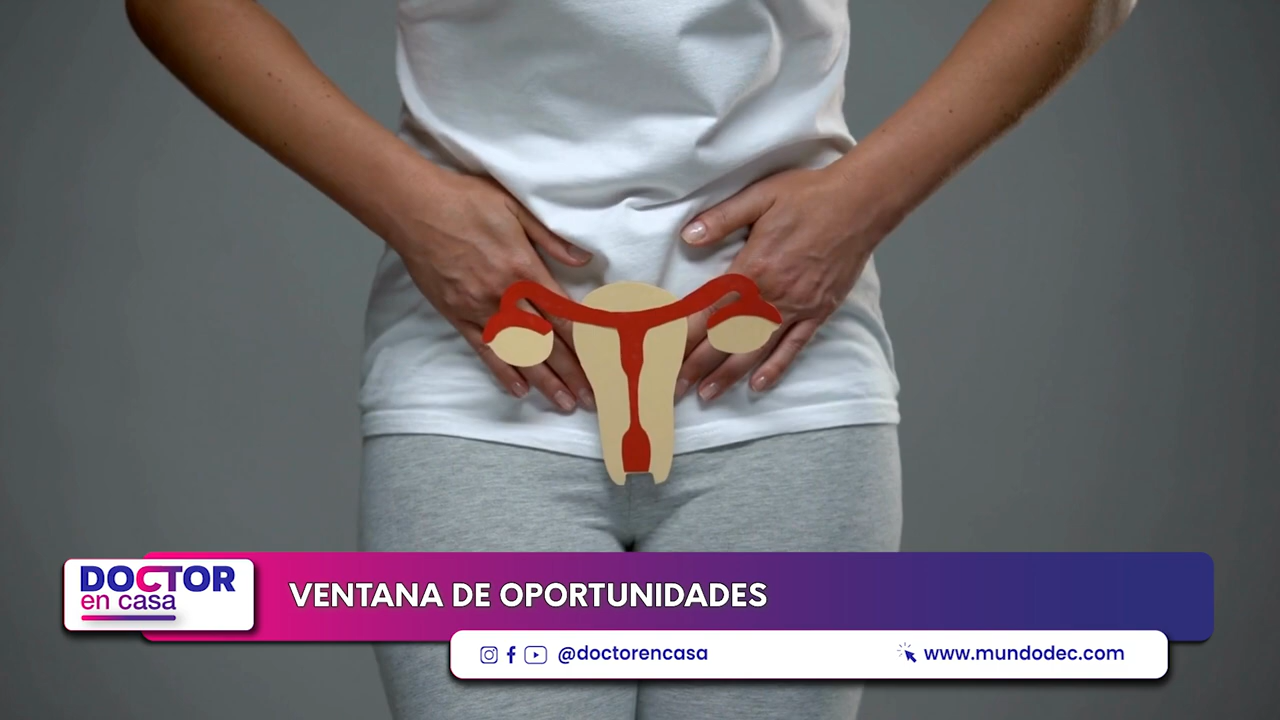 DOCTOR
en casa
VENTANA DE OPORTUNIDADES
@doctorencasa
www.mundodec.com